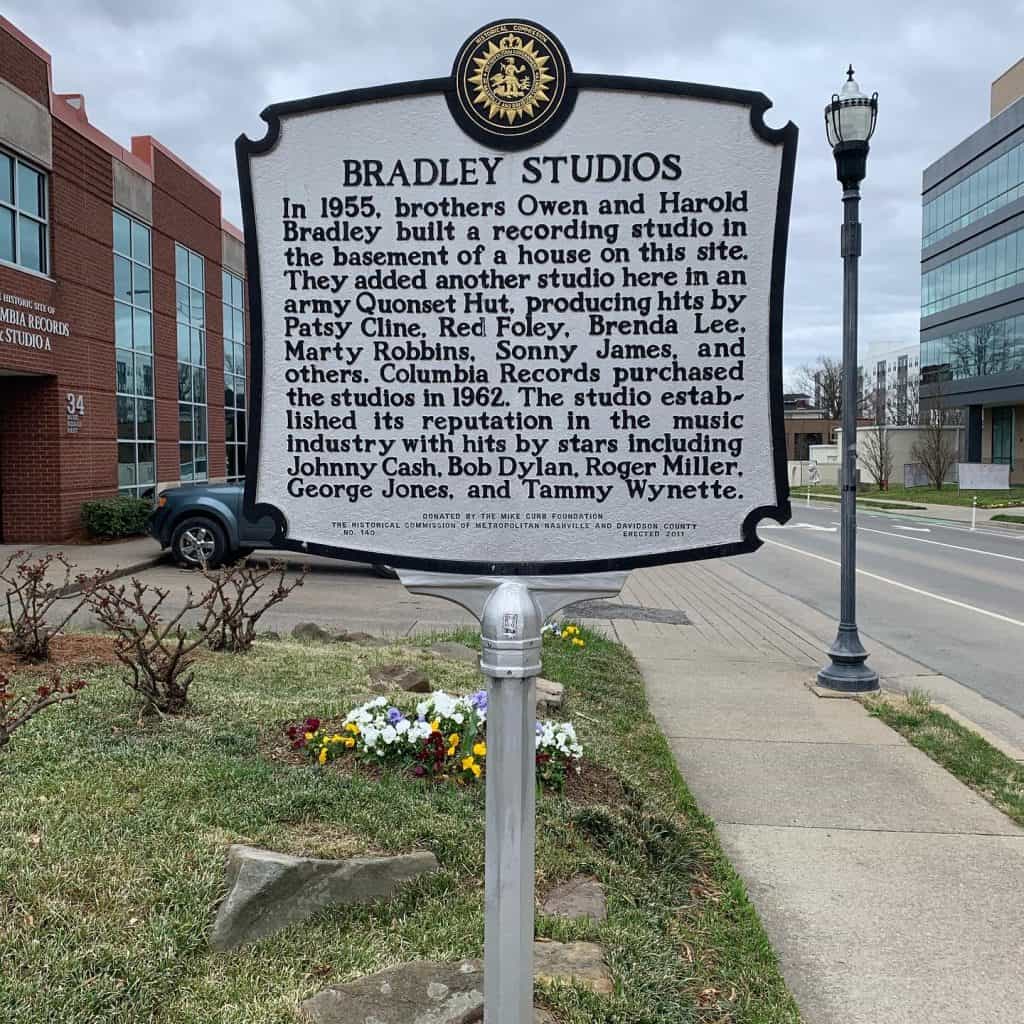 HISTORICAL COMMISSION
BRADLEY STUDIOS
In 1955, brothers Owen and Harold
Bradley built a recording studio in
the basement of a house on this site.
They added another studio here in an
army Quonset Hut, producing hits by
Patsy Cline, Red Foley, Brenda Lee,
Marty Robbins, Sonny James, and
others. Columbia Records purchased
the studios in 1962. The studio estab-
lished its reputation in the music
industry with hits by stars including
Johnny Cash, Bob Dylan, Roger Miller,
George Jones, and Tammy Wynette.
DONATED BY THE MIKE CURB FOUNDATION
THE HISTORICAL COMMISSION OF METROPOLITAN NASHVILLE AND DAVIDSON COUNTY
NO. 140 ERECTED 2011
HISTORIC SITE OF
MBIA RECORDS
STUDIO A
34
MUSIC
SQUARE
EAST